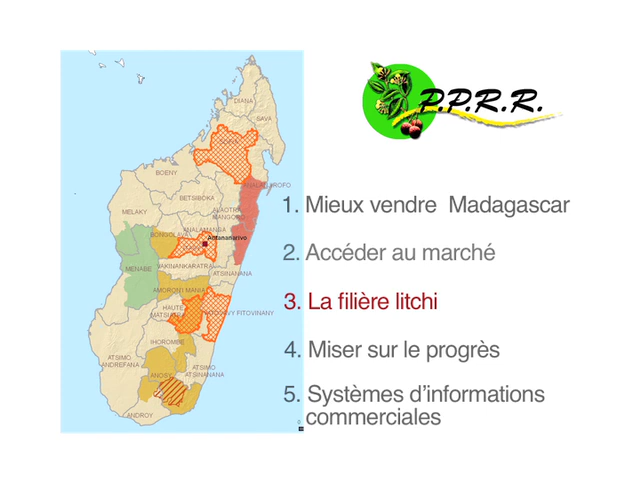 P.P.R.R.
DIANA
SAVA
SOFIA
BOENY
BETSIBOKA
MELAKY
ALAOTRA
MANGORO
ANALAMANGA
BONGOLAVA
Antananarivo
VAKINANKARATRA
MENABE
ATSINANANA
AMORON'I MANIA
HAUTE
MATSIATRA
VATOVAVY FITOVINANY
IHOROMBE
ATSIMO
ANDREFANA
ATSIMO
ATSINANANA
ANOSY
ANDROY
1. Mieux vendre Madagascar
2. Accéder au marché
3. La filière litchi
4. Miser sur le progrès
5. Systèmes d’informations
commerciales